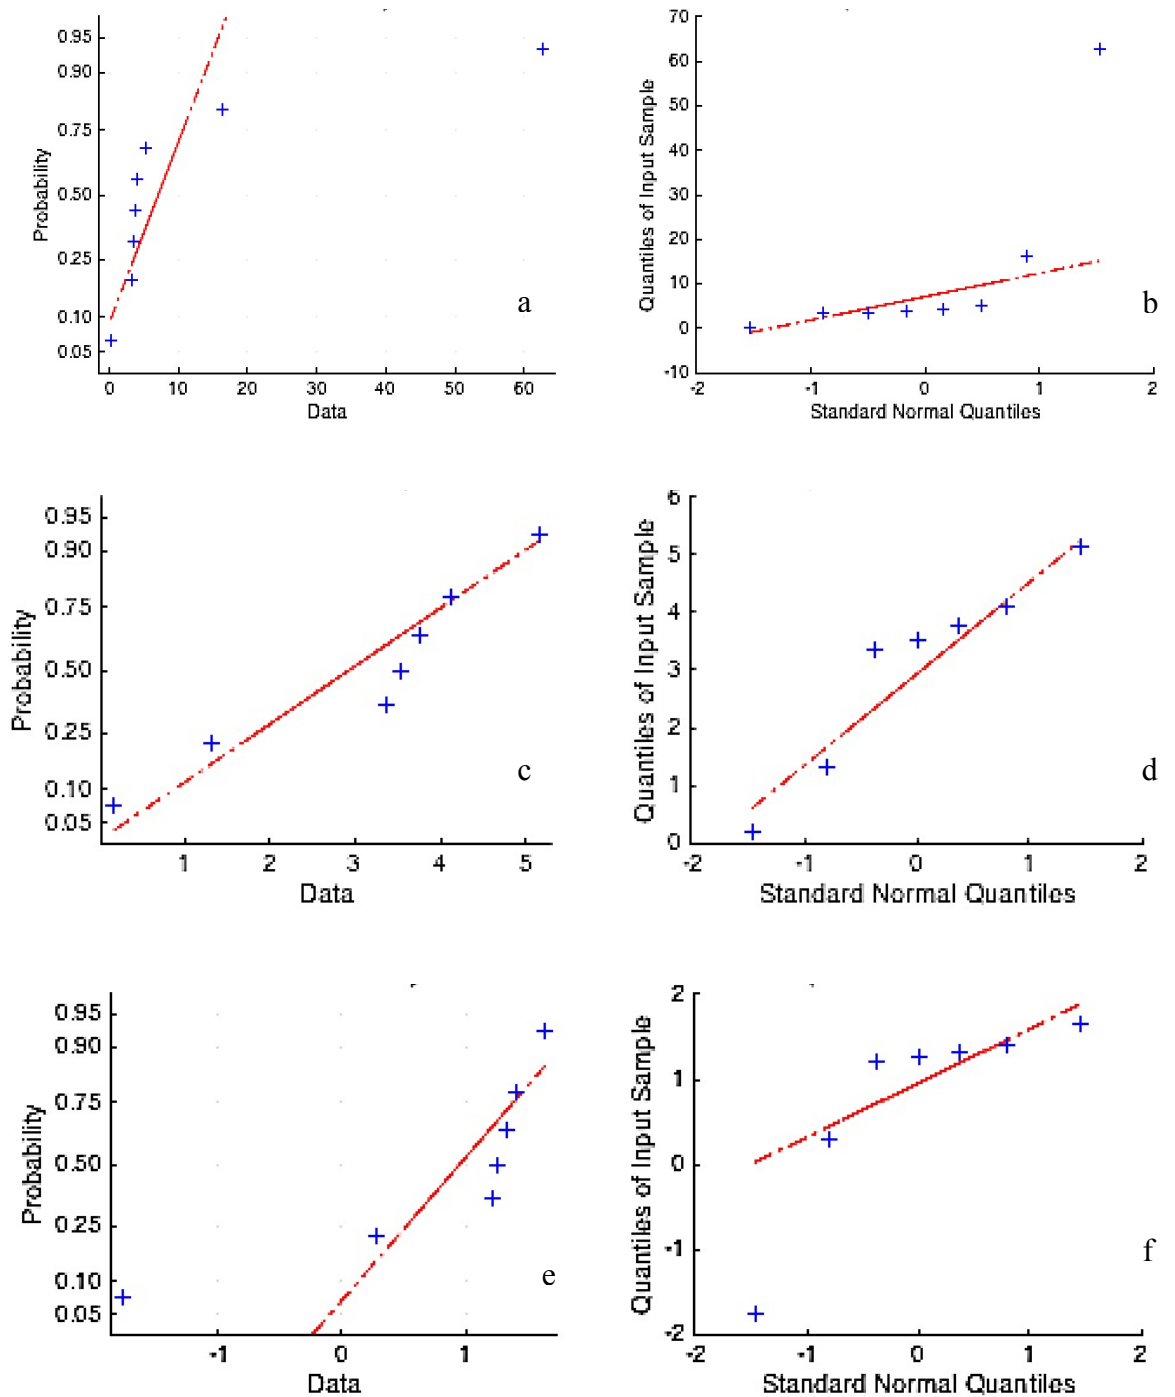 0.95
0.90
0.75
0.50
0.25
0.10
0.05
Probability
0 10 20 30 40 50 60
Data
a
70
60
50
40
30
20
10
0
-10
Quantiles of Input Sample
-2 -1 0 1 2
Standard Normal Quantiles
b
0.95
0.90
0.75
0.50
0.25
0.10
0.05
Probability
1 2 3 4 5
Data
c
6
5
4
3
2
1
0
Quantiles of Input Sample
-2 -1 0 1 2
Standard Normal Quantiles
d
0.95
0.90
0.75
0.50
0.25
0.10
0.05
Probability
-1 0 1
Data
e
2
1
0
-1
-2
Quantiles of Input Sample
-2 -1 0 1 2
Standard Normal Quantiles
f